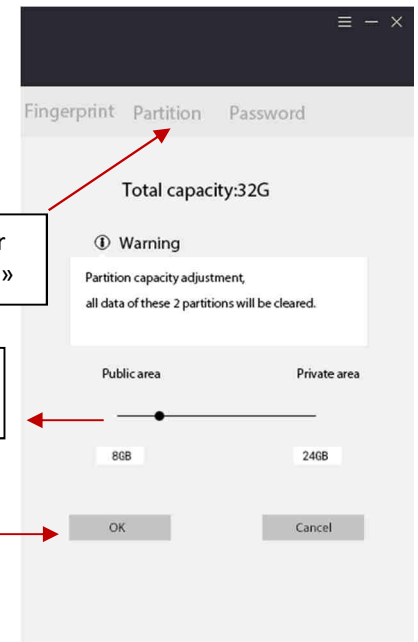 Fingerprint Partition Password
Total capacity:32G
r
»
Warning
Partition capacity adjustment,
all data of these 2 partitions will be cleared.
Public area Private area
8GB 24GB
OK Cancel